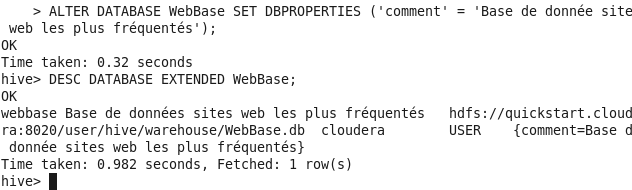 > ALTER DATABASE WebBase SET DBPROPERTIES ('comment' = 'Base de donnée site
web les plus fréquentés');
OK
Time taken: 0.32 seconds
hive> DESC DATABASE EXTENDED WebBase;
OK
webbase Base de données sites web les plus fréquentés hdfs://quickstart.cloud
ra:8020/user/hive/warehouse/WebBase.db cloudera USER {comment=Base d
donnée sites web les plus fréquentés}
Time taken: 0.982 seconds, Fetched: 1 row(s)
hive>